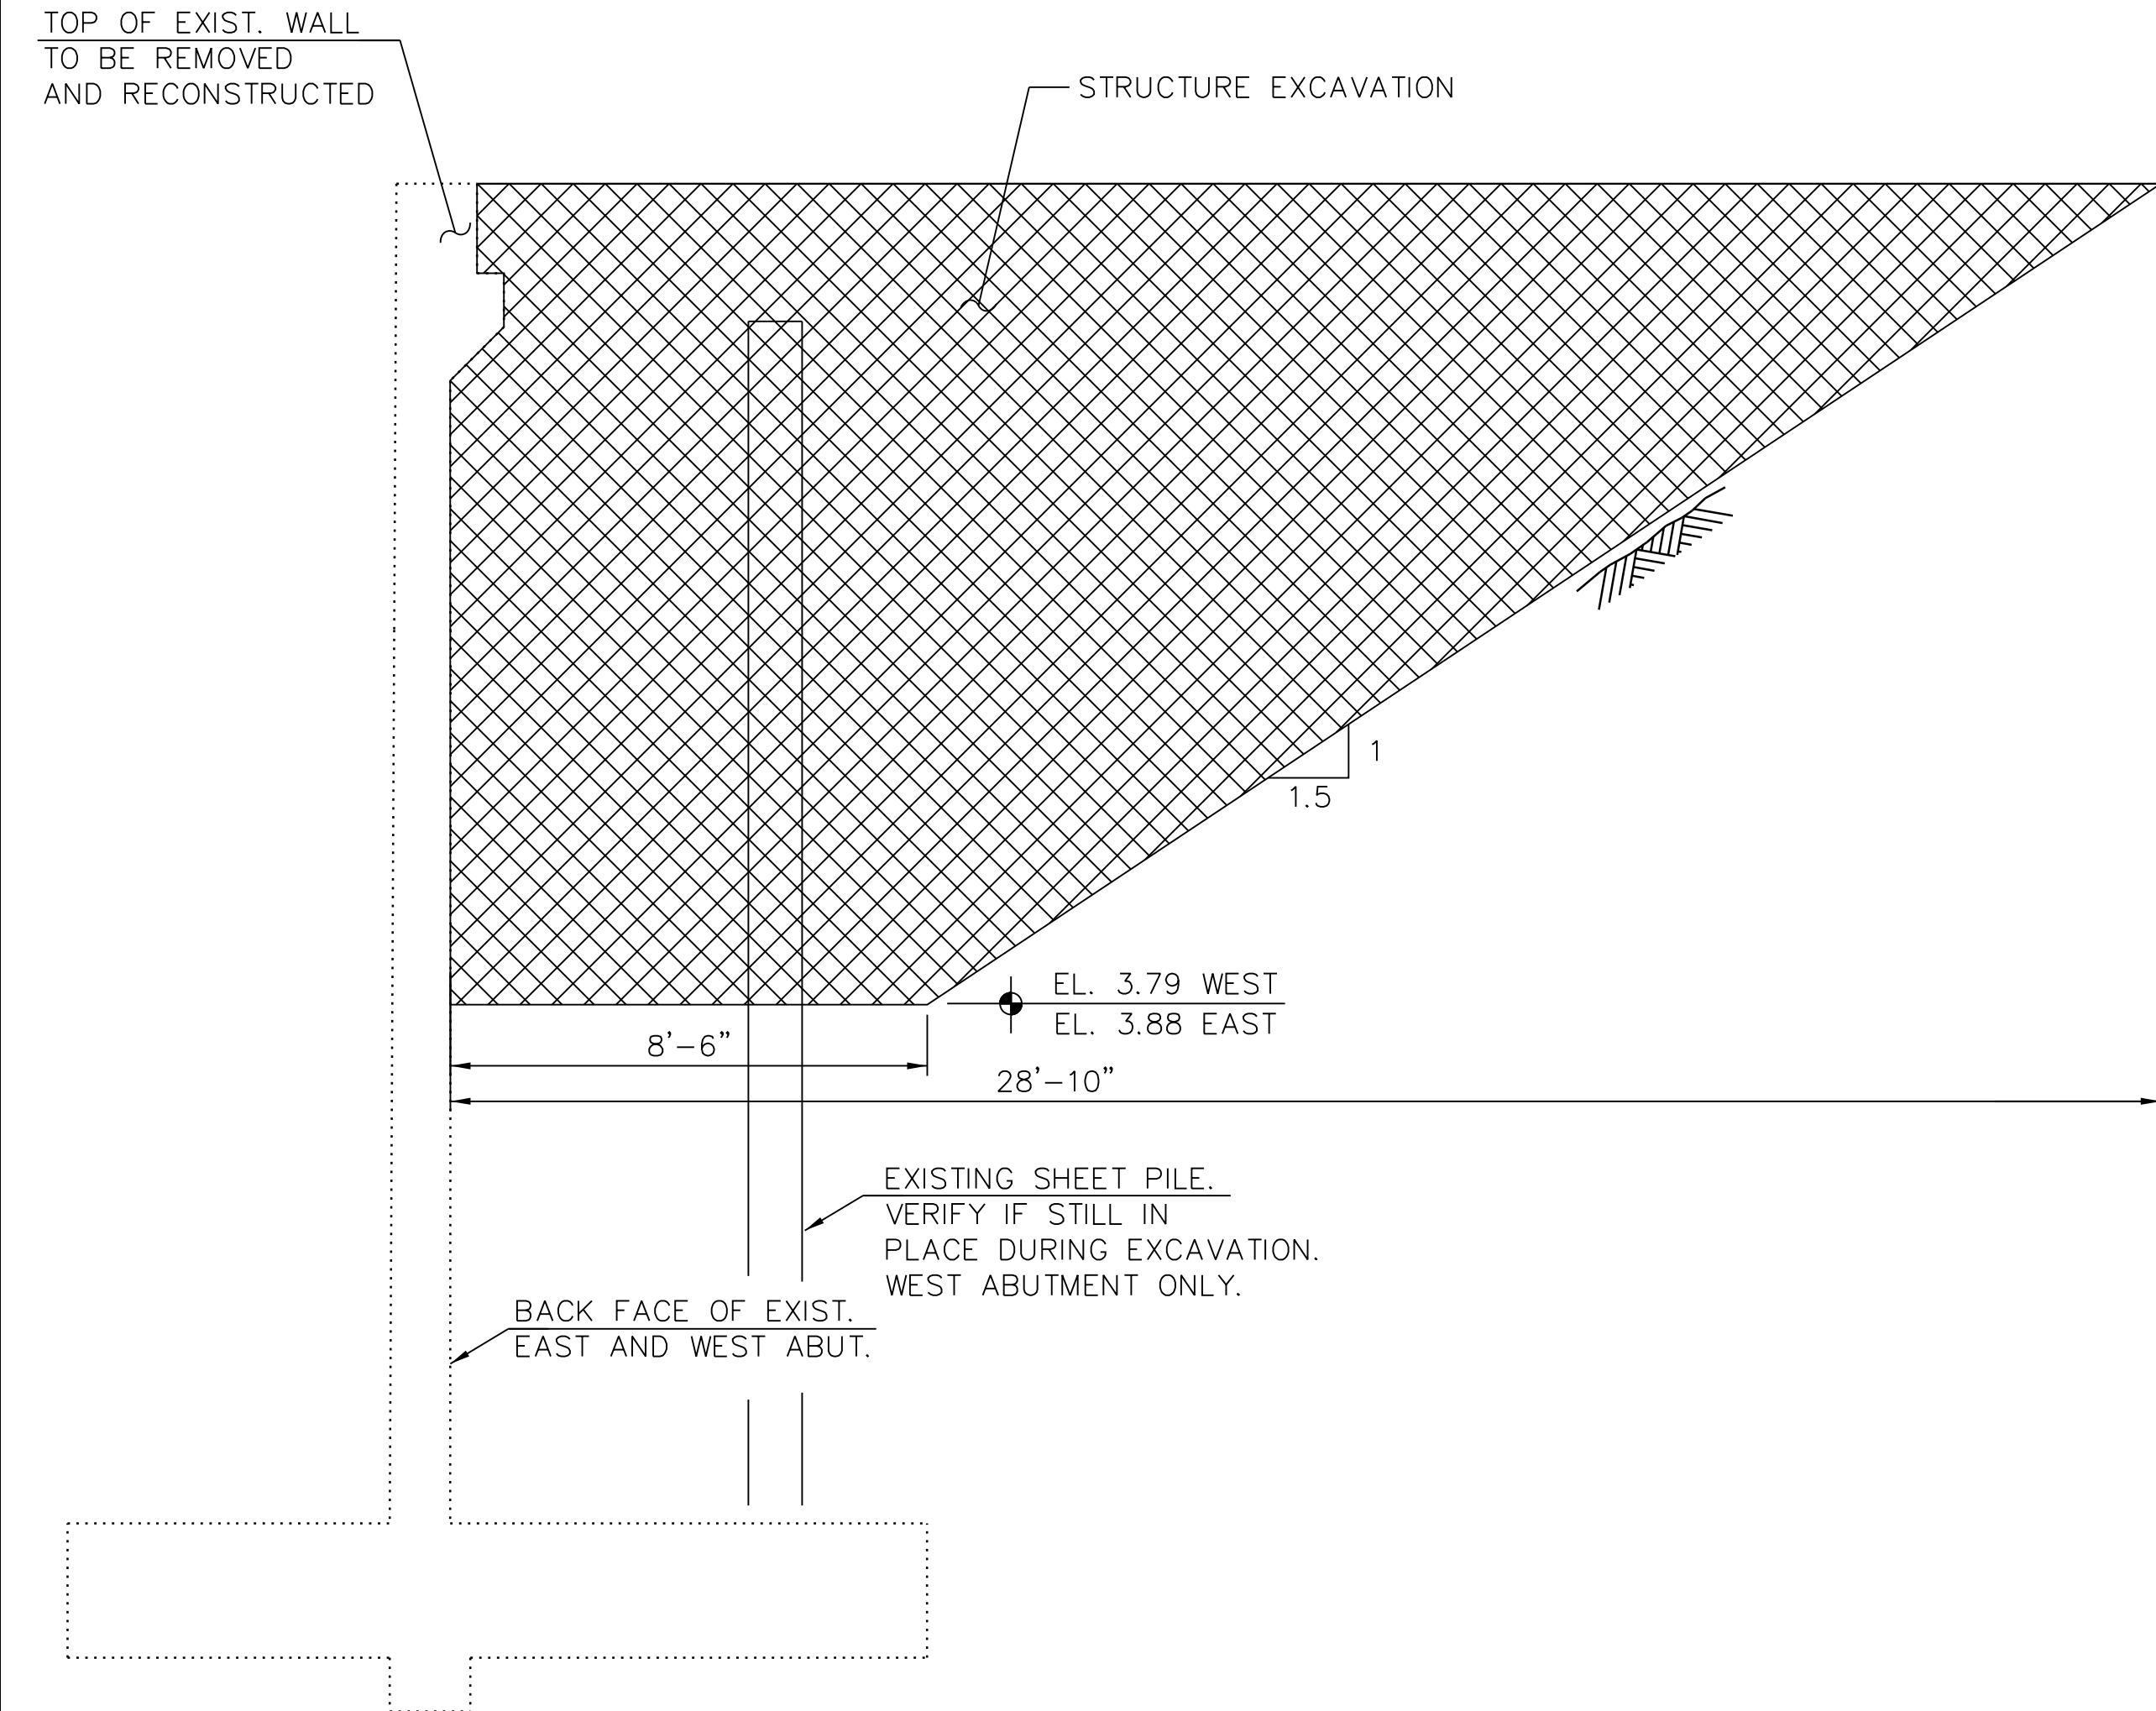 TOP OF EXIST. WALL
TO BE REMOVED
AND RECONSTRUCTED
STRUCTURE EXCAVATION
1
1.5
EL. 3.79 WEST
EL. 3.88 EAST
8'-6"
28'-10"
EXISTING SHEET PILE.
VERIFY IF STILL IN
PLACE DURING EXCAVATION.
WEST ABUTMENT ONLY.
BACK FACE OF EXIST.
EAST AND WEST ABUT.